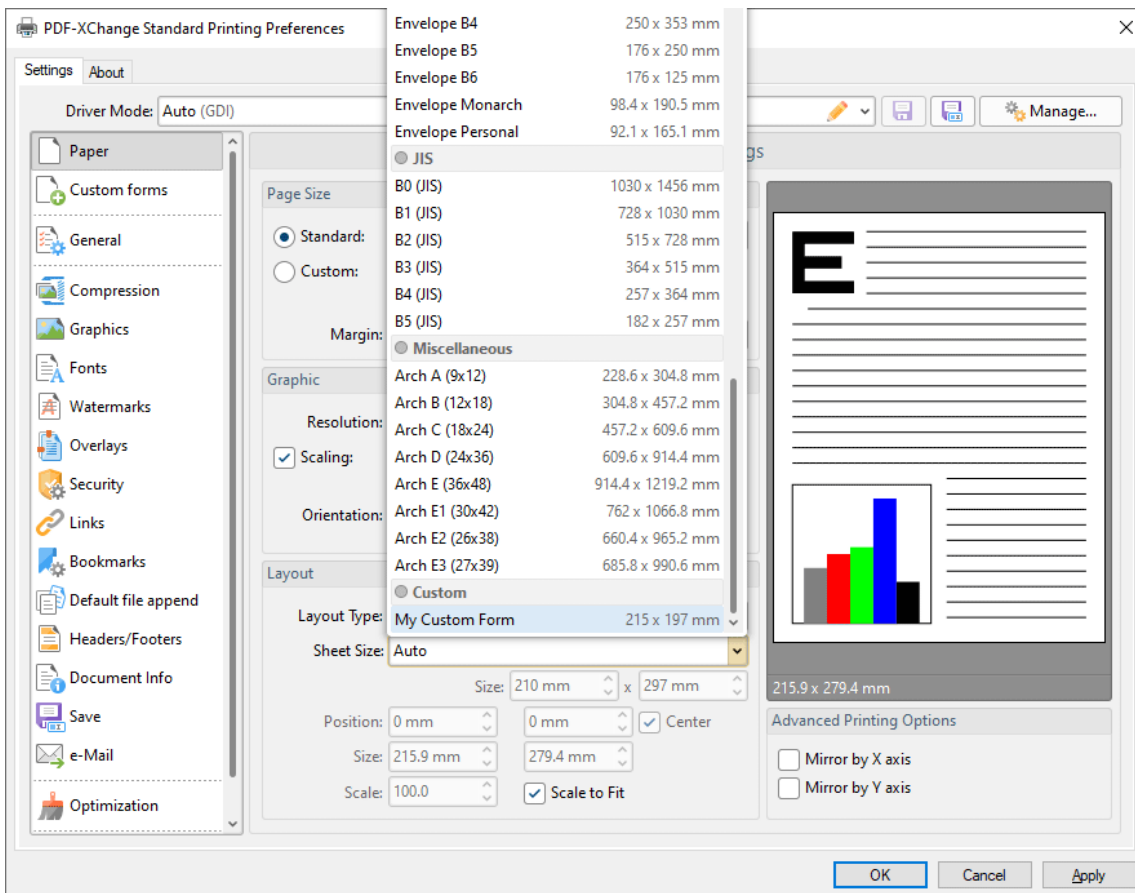 PDF-XChange Standard Printing Preferences
Settings
About
Driver Mode: Auto (GDI)
Manage...
Paper
Custom forms
General
Compression
Graphics
Fonts
Watermarks
Overlays
Security
Links
Bookmarks
Default file append
Headers/Footers
Document Info
Save
e-Mail
Optimization
Page Size
Standard:
Custom:
Margin:
Graphic
Resolution:
Scaling:
Orientation:
Layout
Layout Type:
Envelope B4 250 x 353 mm
Envelope B5 176 x 250 mm
Envelope B6 176 x 125 mm
Envelope Monarch 98.4 x 190.5 mm
Envelope Personal 92.1 x 165.1 mm
JIS
B0 (JIS) 1030 x 1456 mm
B1 (JIS) 728 x 1030 mm
B2 (JIS) 515 x 728 mm
B3 (JIS) 364 x 515 mm
B4 (JIS) 257 x 364 mm
B5 (JIS) 182 x 257 mm
Miscellaneous
Arch A (9x12) 228.6 x 304.8 mm
Arch B (12x18) 304.8 x 457.2 mm
Arch C (18x24) 457.2 x 609.6 mm
Arch D (24x36) 609.6 x 914.4 mm
Arch E (36x48) 914.4 x 1219.2 mm
Arch E1 (30x42) 762 x 1066.8 mm
Arch E2 (26x38) 660.4 x 965.2 mm
Arch E3 (27x39) 685.8 x 990.6 mm
Custom
My Custom Form 215 x 197 mm
Sheet Size: Auto
Size: 210 mm x 297 mm
Position: 0 mm 0 mm Center
Size: 215.9 mm 279.4 mm
Scale: 100.0 Scale to Fit
E
215.9 x 279.4 mm
Advanced Printing Options
Mirror by X axis
Mirror by Y axis
OK
Cancel
Apply